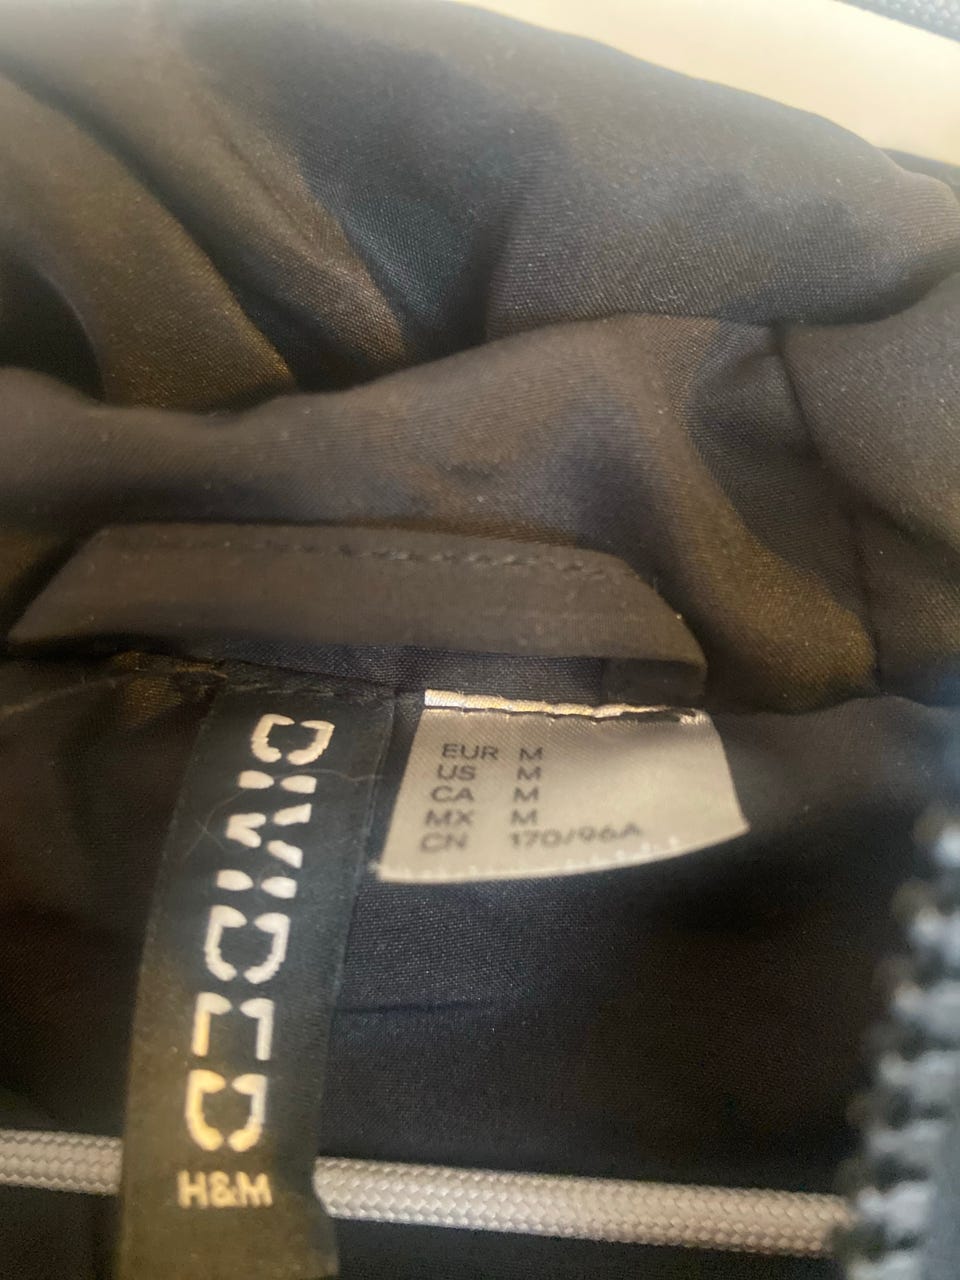 DIVIDED
H&M
EUR M
US M
CA M
MX M
CN 170/96A